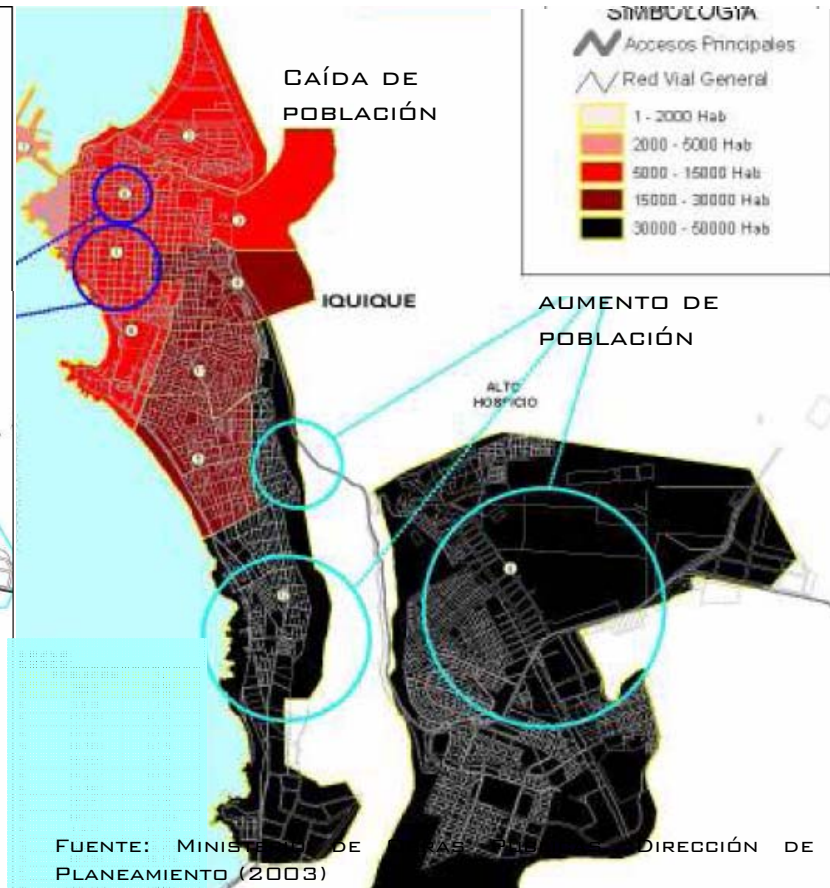 SIMBOLOGÍA
Accesos Principales
Red Vial General
1 - 2000 Hab
2000 - 5000 Hab
5000 - 15000 Hab
15000 - 30000 Hab
30000 - 50000 Hab
CAÍDA DE
POBLACIÓN
IQUIQUE
AUMENTO DE
POBLACIÓN
ALTO
HOSPICIO
FUENTE: MINISTERIO DE OBRAS PÚBLICAS, DIRECCIÓN DE
PLANEAMIENTO (2003)